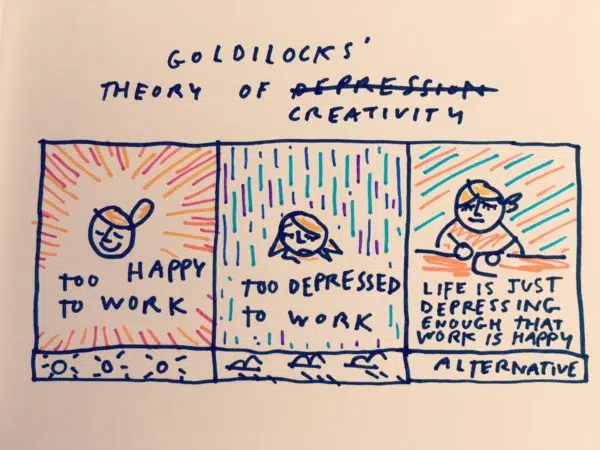 GOLDILOCKS'
THEORY OF DEPRESSION
CREATIVITY
TOO HAPPY
TO WORK
TOO DEPRESSED
TO WORK
LIFE IS JUST
DEPRESSING
ENOUGH THAT
WORK IS HAPPY
ALTERNATIVE